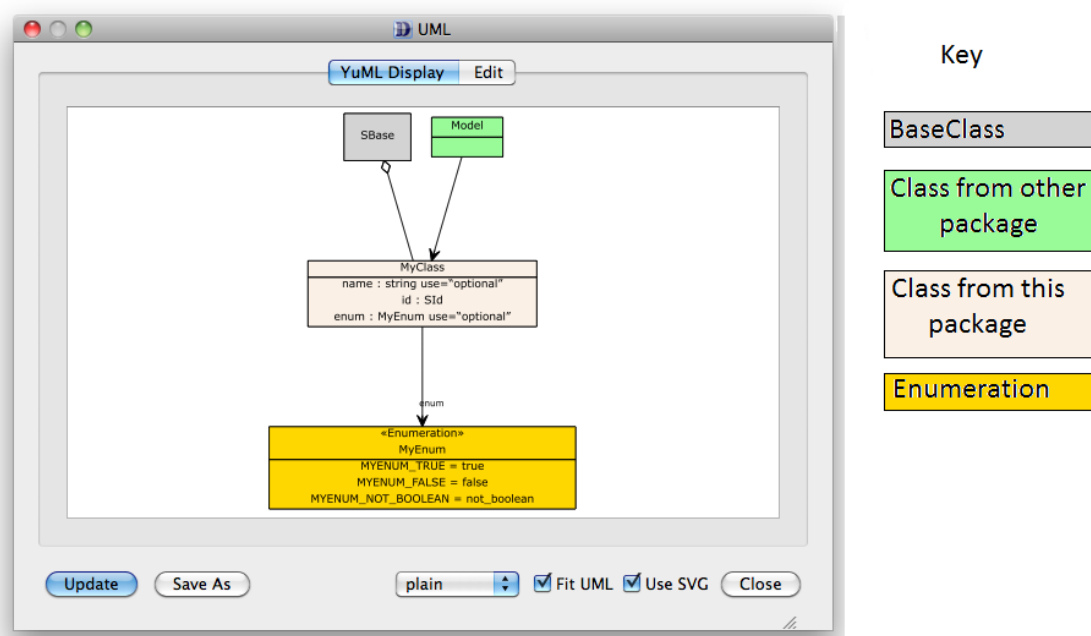 UML
YuML Display Edit
SBase
Model
MyClass
name : string use="optional"
id : SId
enum : MyEnum use="optional"
enum
«Enumeration»
MyEnum
MYENUM_TRUE = true
MYENUM_FALSE = false
MYENUM_NOT_BOOLEAN = not_boolean
Update Save As plain Fit UML Use SVG Close
Key
BaseClass
Class from other
package
Class from this
package
Enumeration